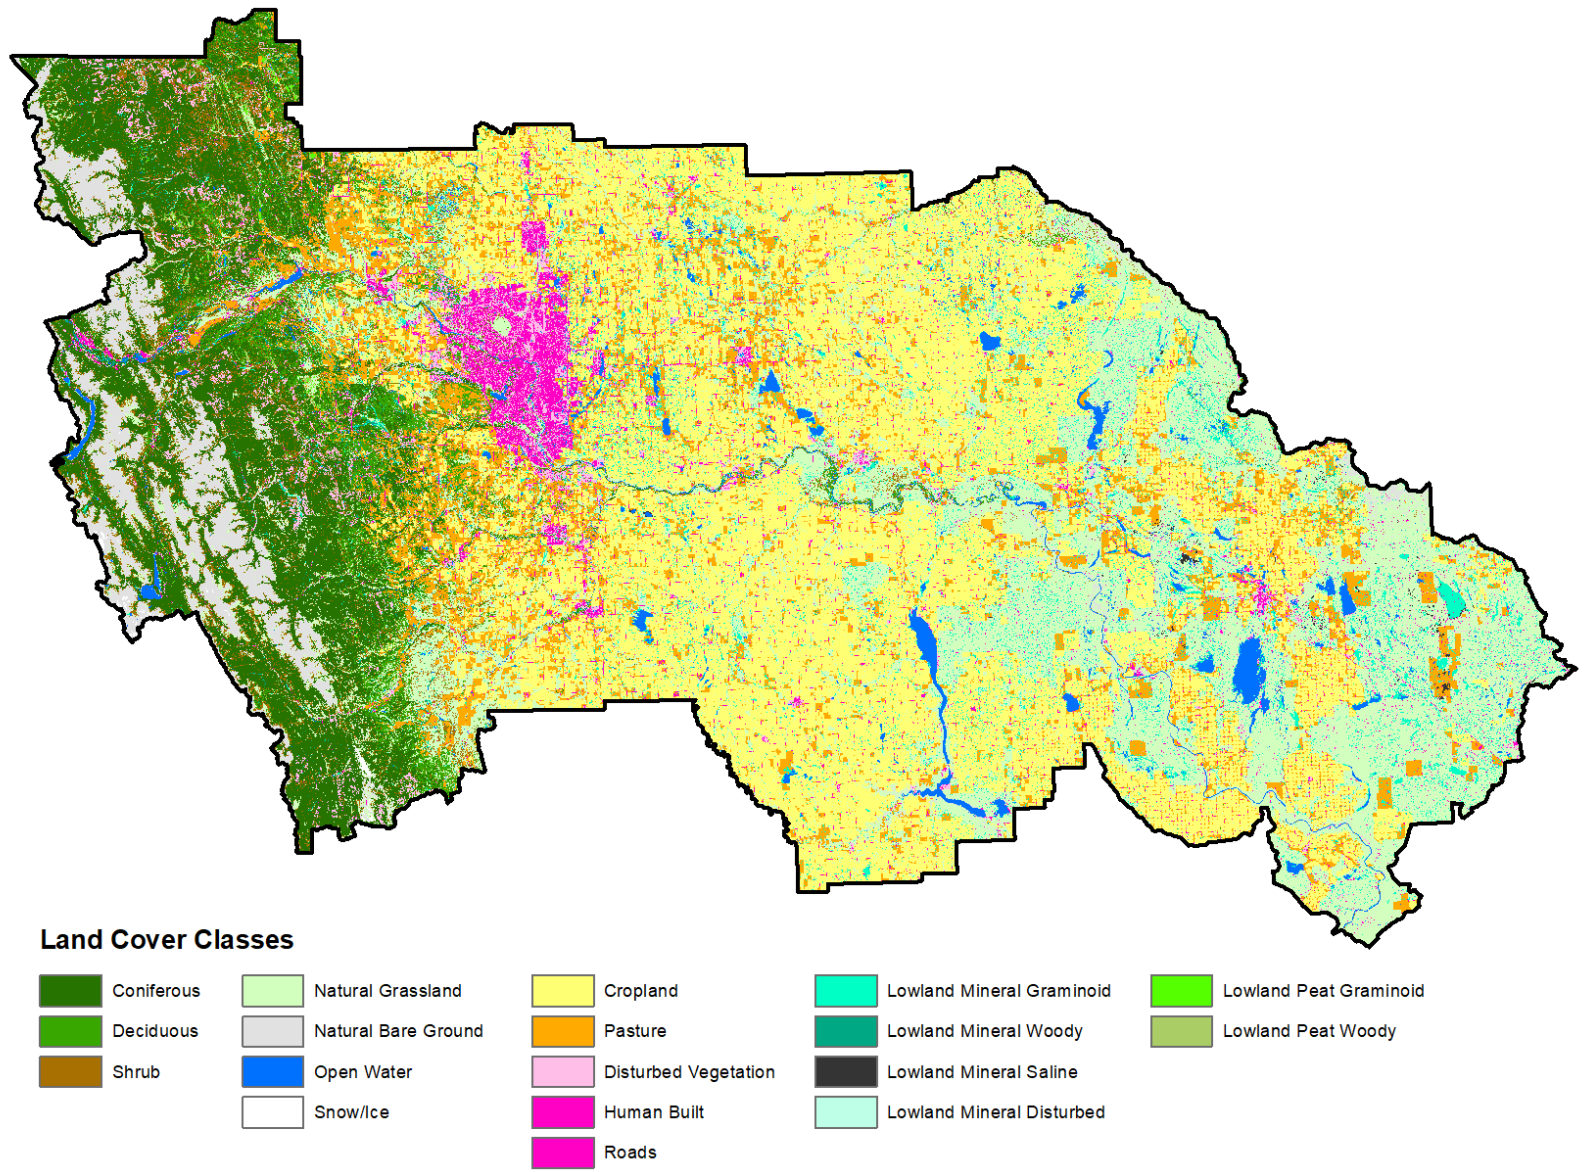 Land Cover Classes
Coniferous
Deciduous
Shrub
Natural Grassland
Natural Bare Ground
Open Water
Snow/Ice
Cropland
Pasture
Disturbed Vegetation
Human Built
Roads
Lowland Mineral Graminoid
Lowland Mineral Woody
Lowland Mineral Saline
Lowland Mineral Disturbed
Lowland Peat Graminoid
Lowland Peat Woody